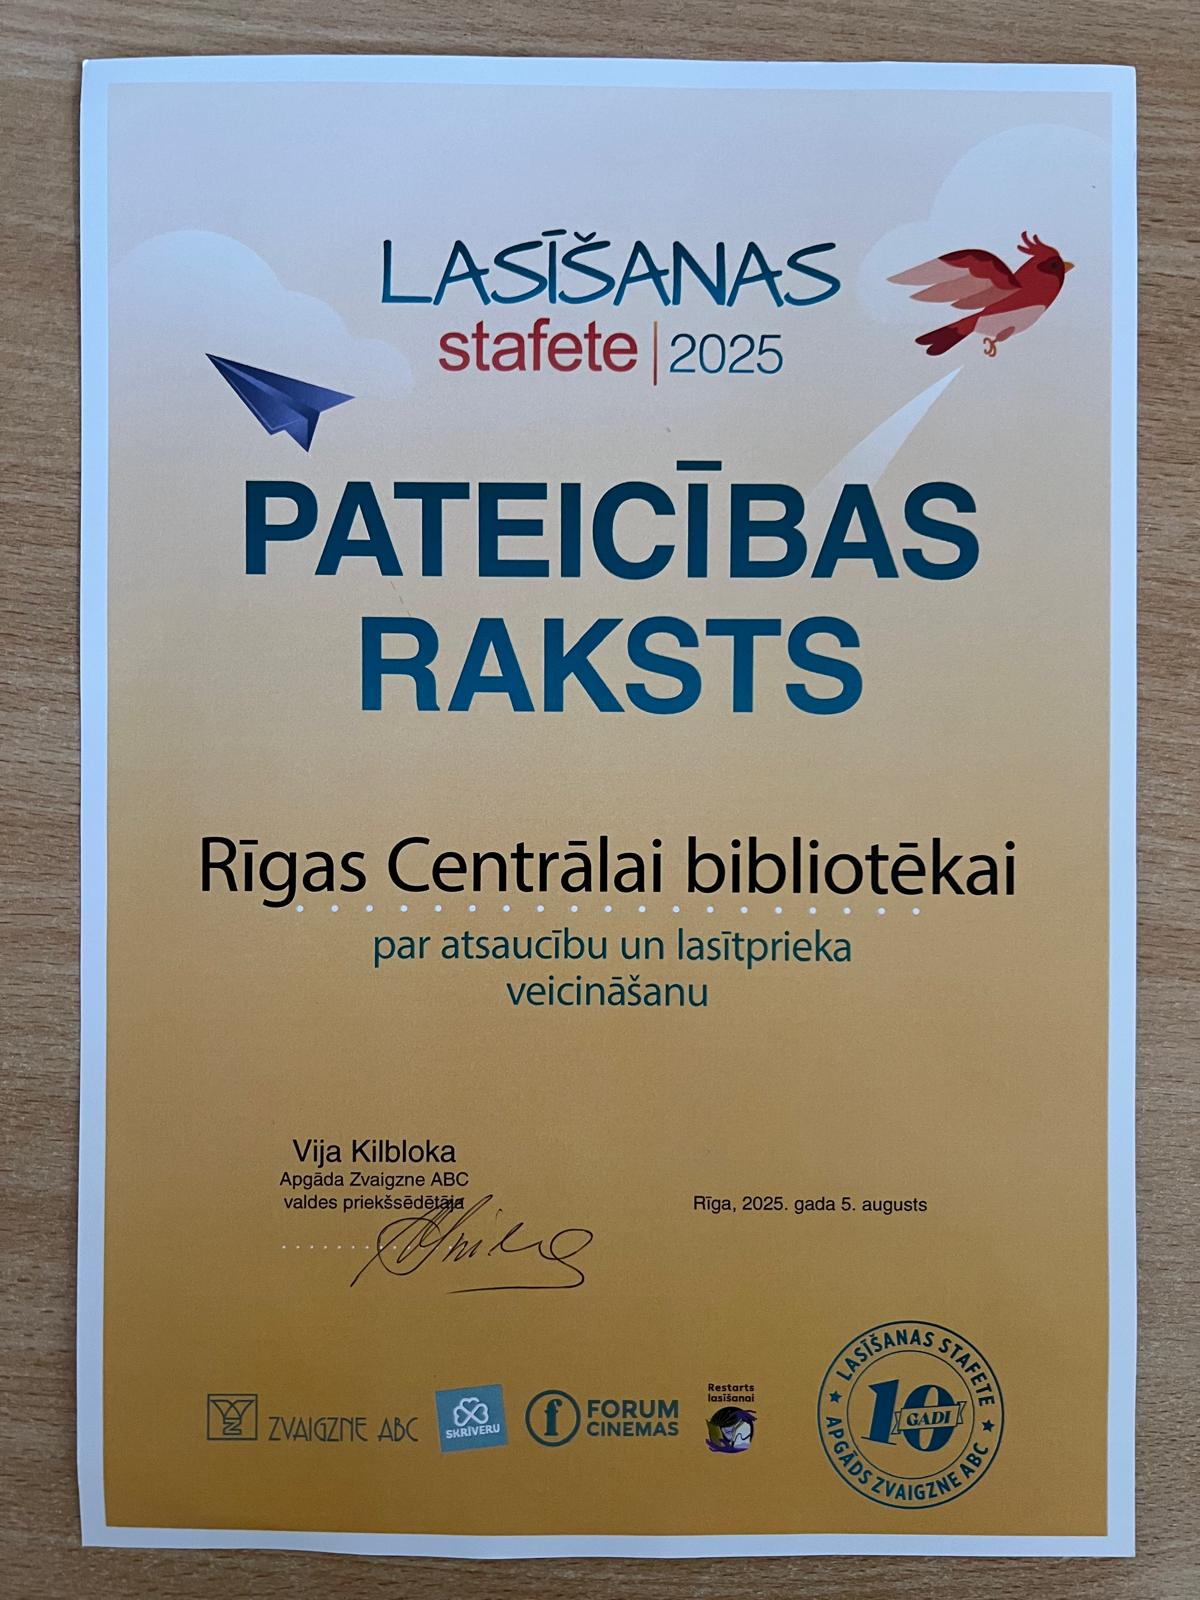 LASĪŠANAS
stafete | 2025
PATEICĪBAS
RAKSTS
Rīgas Centrālai bibliotēkai
par atsaucību un lasītprieka
veicināšanu
Vija Kilbloka
Apgāda Zvaigzne ABC
valdes priekšsēdētāja
Rīga, 2025. gada 5. augusts
ZVAIGZNE ABC
SKRĪVERU
FORUM
CINEMAS
Restarts
lasīšanai
LASĪŠANAS STAFETE
10
GADI
APGĀDS ZVAIGZNE ABC